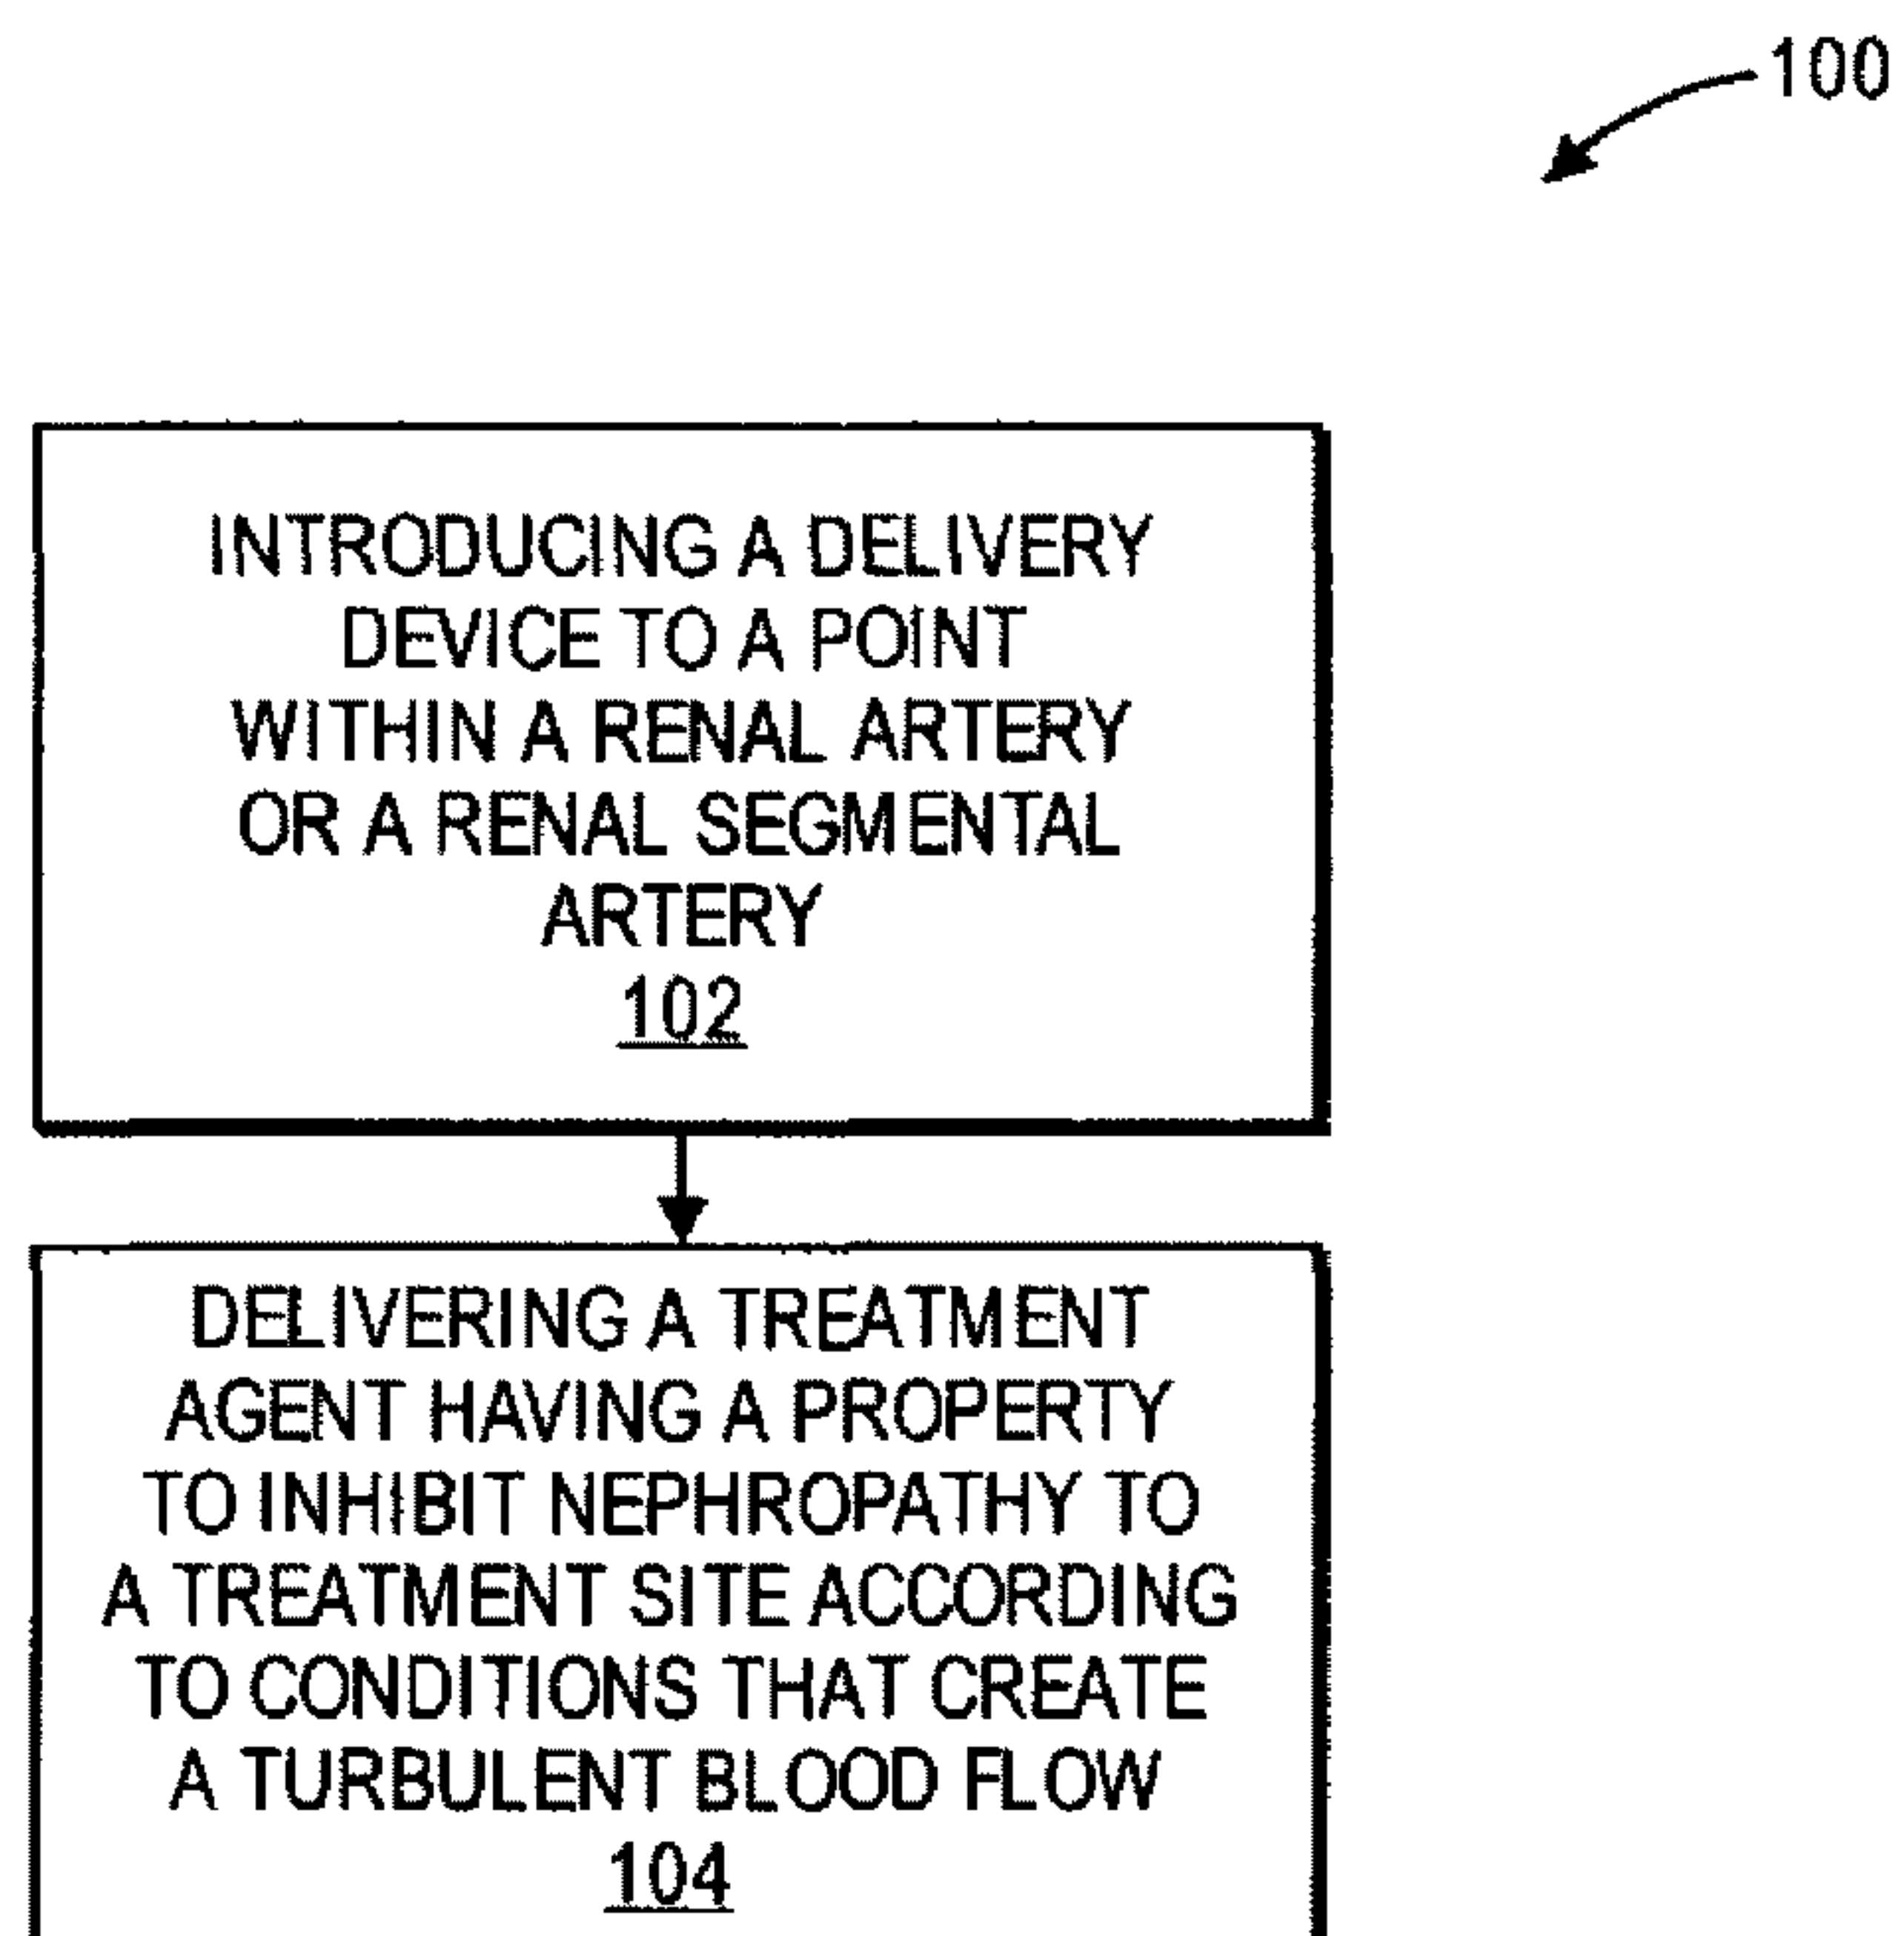 100
INTRODUCING A DELIVERY
DEVICE TO A POINT
WITHIN A RENAL ARTERY
OR A RENAL SEGMENTAL
ARTERY
102
DELIVERING A TREATMENT
AGENT HAVING A PROPERTY
TO INHIBIT NEPHROPATHY TO
A TREATMENT SITE ACCORDING
TO CONDITIONS THAT CREATE
A TURBULENT BLOOD FLOW
104